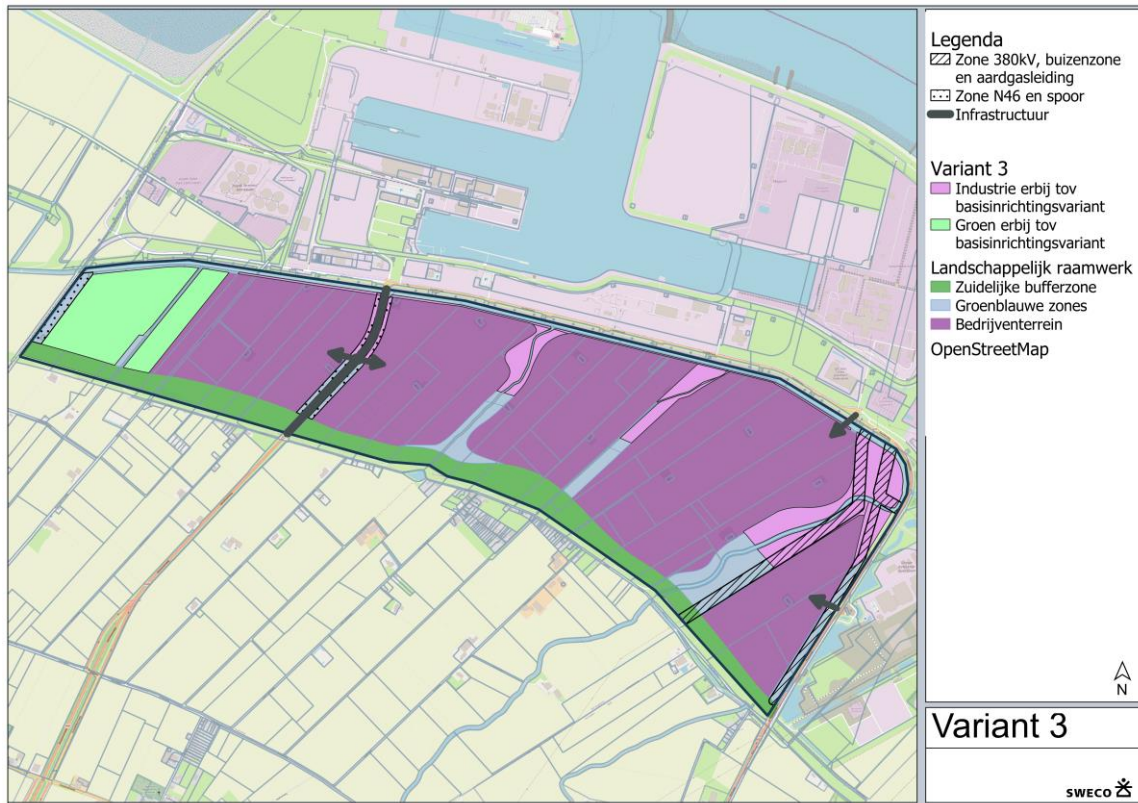 Legenda
Zone 380kV, buizenzone
en aardgasleiding
Zone N46 en spoor
Infrastructuur
Variant 3
Industrie erbij tov
basisinrichtingsvariant
Groen erbij tov
basisinrichtingsvariant
Landschappelijk raamwerk
Zuidelijke bufferzone
Groenblauwe zones
Bedrijventerrein
OpenStreetMap
N
Variant 3
SWECO